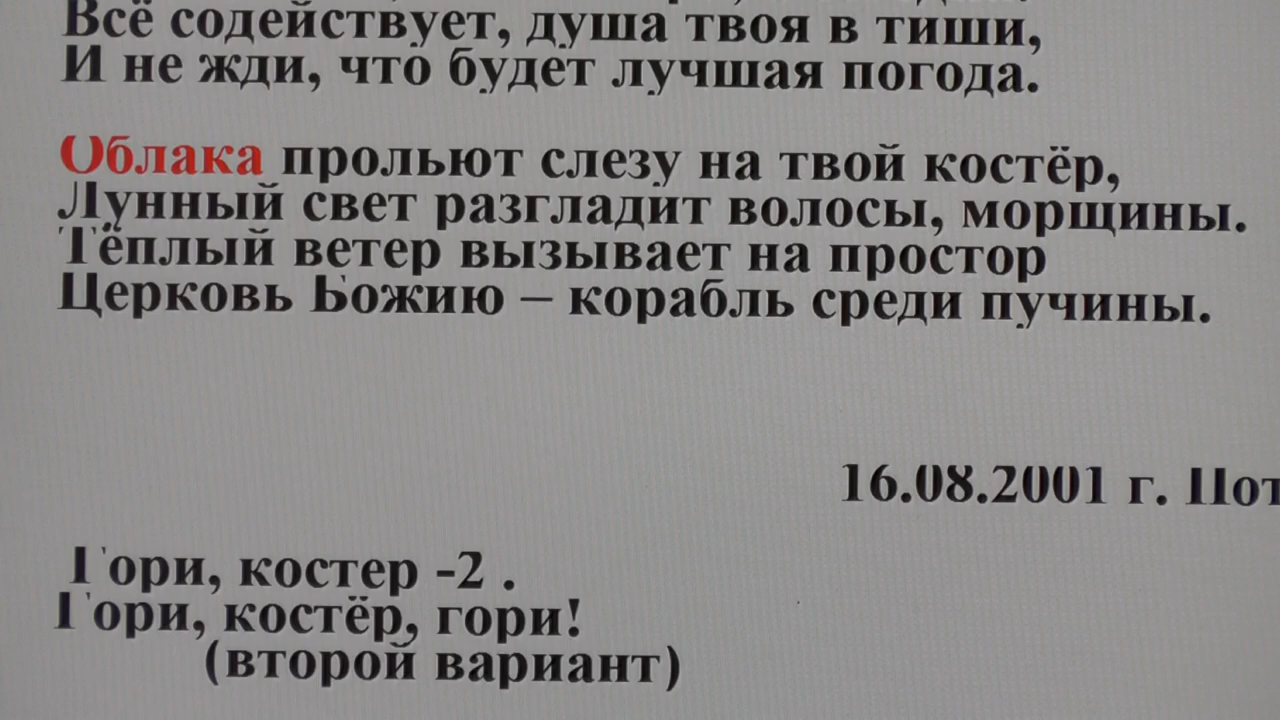 Всё содействует, душа твоя в тиши,
И не жди, что будет лучшая погода.
Облака прольют слезу на твой костёр,
Лунный свет разгладит волосы, морщины.
Тёплый ветер вызывает на простор
Церковь Божию – корабль среди пучины.
16.08.2001 г. Пот
Гори, костер -2 .
Гори, костёр, гори!
(второй вариант)